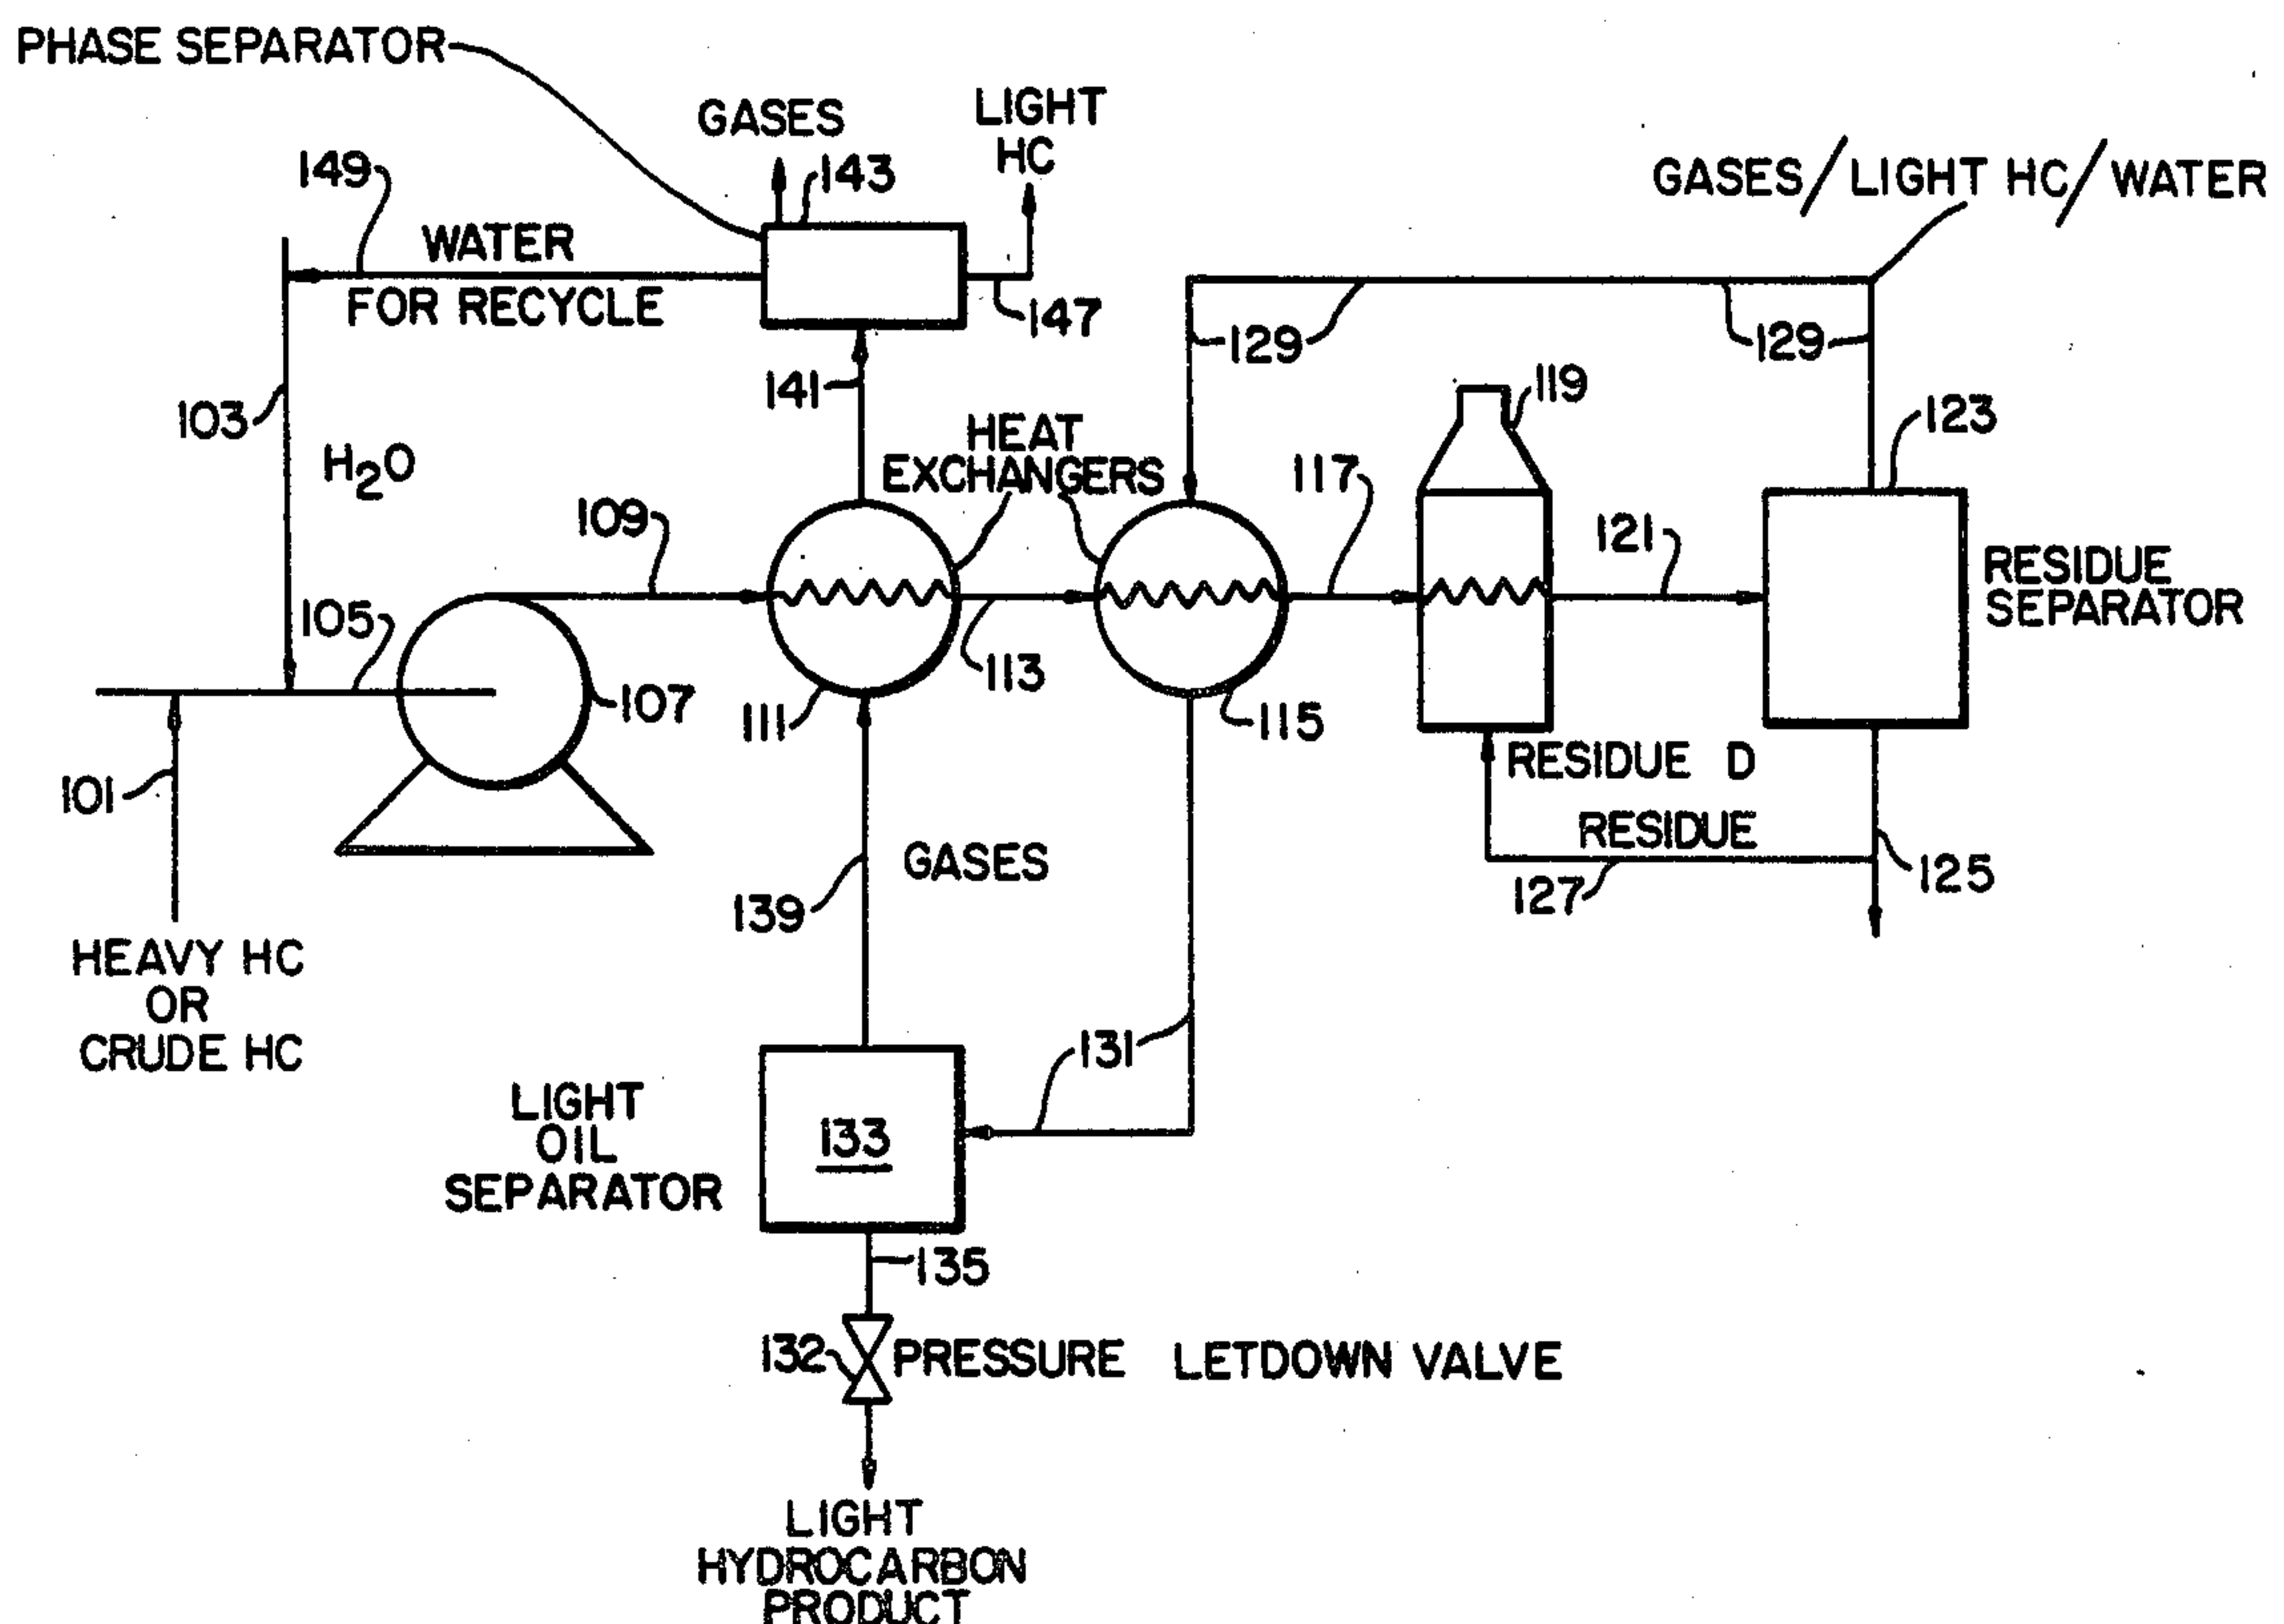 PHASE SEPARATOR
GASES
LIGHT
HC
149
143
GASES/LIGHT HC/WATER
WATER
FOR RECYCLE
147
129
129
141
119
103
HEAT
EXCHANGERS
123
H2O
117
109
121
RESIDUE
SEPARATOR
105
113
107
111
115
101
RESIDUE D
RESIDUE
GASES
125
127
139
HEAVY HC
OR
CRUDE HC
131
LIGHT
OIL
SEPARATOR
133
135
132
PRESSURE LETDOWN VALVE
LIGHT
HYDROCARBON
PRODUCT